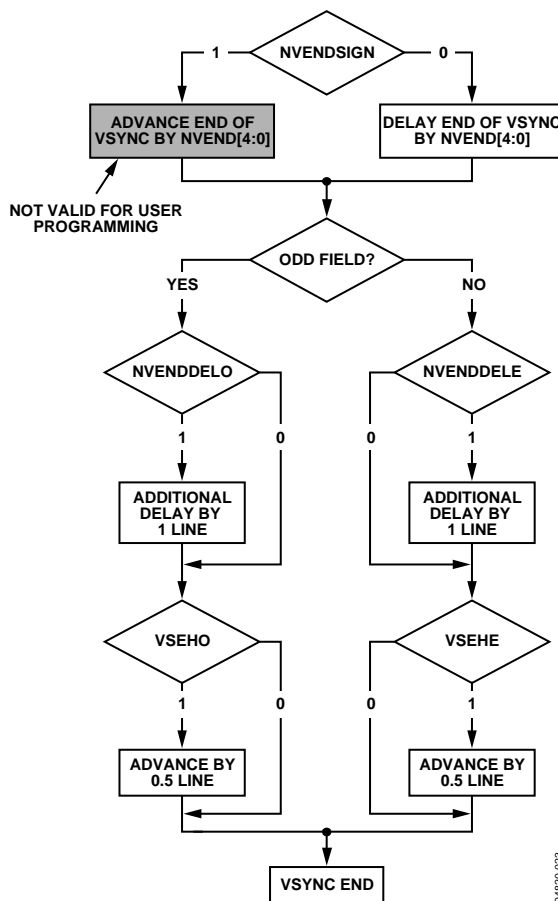 NVENDSIGN
1
0
ADVANCE END OF
VSYNC BY NVEND[4:0]
DELAY END OF VSYNC
BY NVEND[4:0]
NOT VALID FOR USER
PROGRAMMING
ODD FIELD?
YES
NO
NVENDDELO
NVENDDELE
1
0
0
1
ADDITIONAL
DELAY BY
1 LINE
ADDITIONAL
DELAY BY
1 LINE
VSEHO
VSEHE
1
0
0
1
ADVANCE BY
0.5 LINE
ADVANCE BY
0.5 LINE
VSYNC END